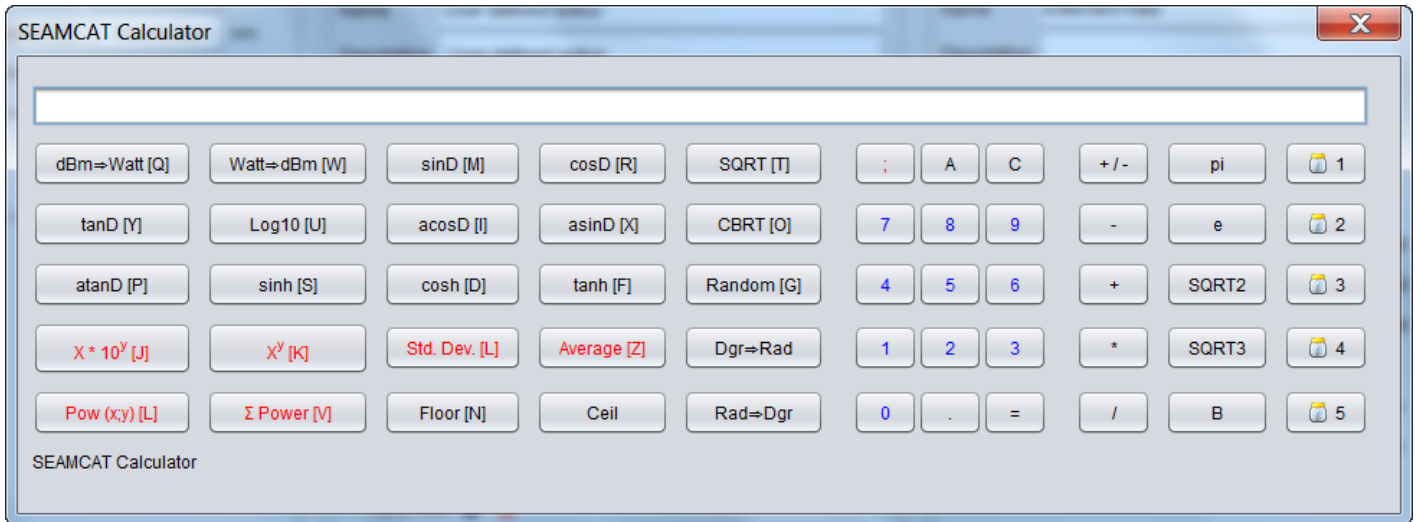 SEAMCAT Calculator
dBm⇒Watt [Q] Watt⇒dBm [W] sinD [M] cosD [R] SQRT [T] ; A C + / - pi 1
tanD [Y] Log10 [U] acosD [I] asinD [X] CBRT [O] 7 8 9 - e 2
atanD [P] sinh [S] cosh [D] tanh [F] Random [G] 4 5 6 + SQRT2 3
X * 10^y [J] X^y [K] Std. Dev. [L] Average [Z] Dgr⇒Rad 1 2 3 * SQRT3 4
Pow (x;y) [L] Σ Power [V] Floor [N] Ceil Rad⇒Dgr 0 . = / B 5
SEAMCAT Calculator